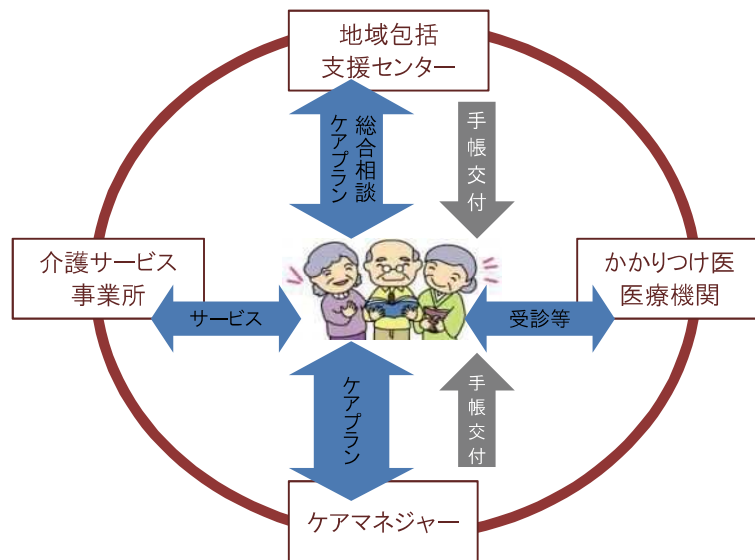 地域包括
支援センター
総合相談
ケアプラン
手帳交付
介護サービス
事業所
サービス
受診等
かかりつけ医
医療機関
ケアプラン
手帳交付
ケアマネジャー